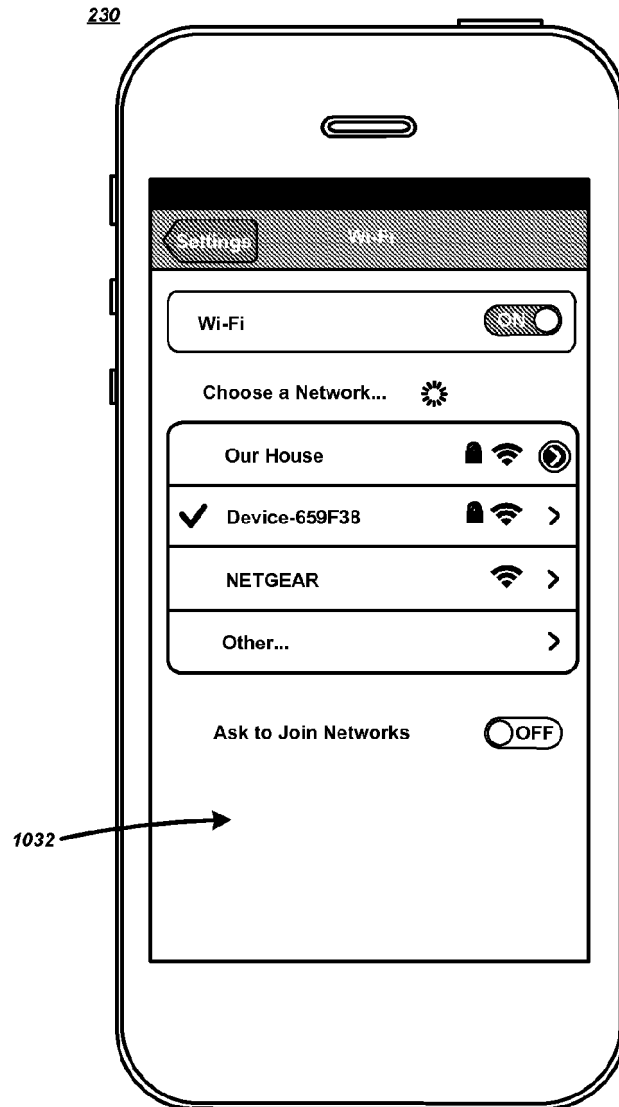 230
Settings Wi-Fi
Wi-Fi ON
Choose a Network...
Our House
Device-659F38
NETGEAR
Other...
Ask to Join Networks OFF
1032